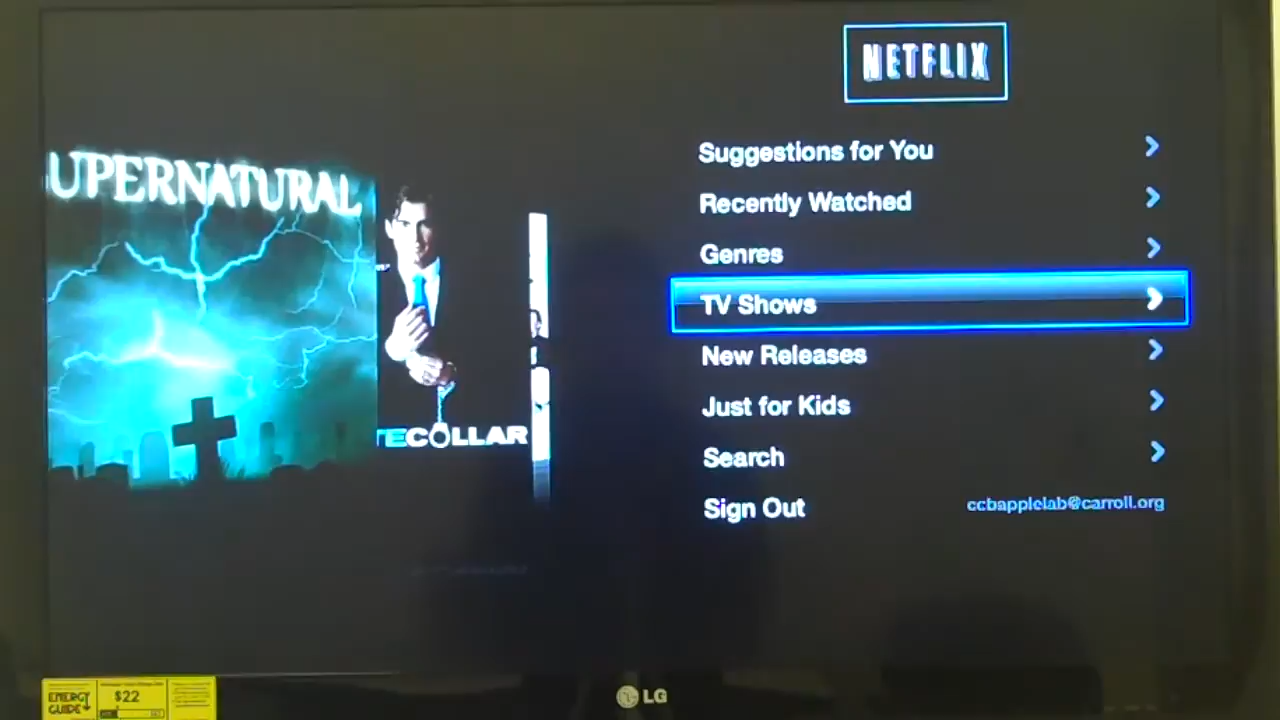 NETFLIX
Suggestions for You
Recently Watched
Genres
TV Shows
New Releases
Just for Kids
Search
Sign Out
ccbapplelab@carroll.org
UPERNATURAL
TECOLLAR
ENERGY
GUIDE
$22
LG